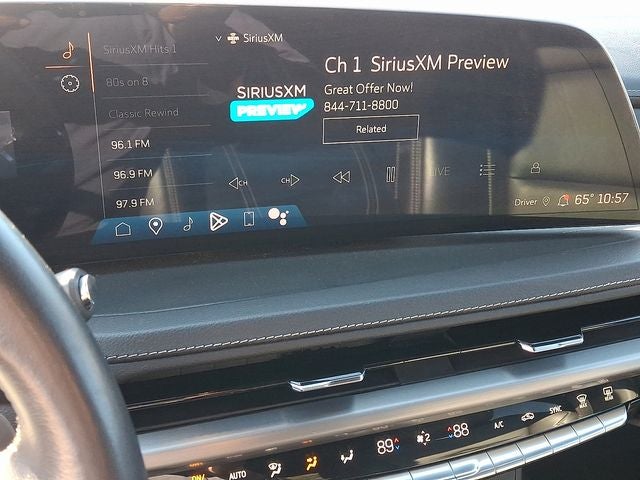 SiriusXM Hits 1
80s on 8
Classic Rewind
96.1 FM
96.9 FM
97.9 FM
SiriusXM
SIRIUSXM
PREVIEW
Ch 1 SiriusXM Preview
Great Offer Now!
844-711-8800
Related
CH
CH
LIVE
Driver 65° 10:57
AUTO
89
2
88
A/C
SYNC
MAX
REAR